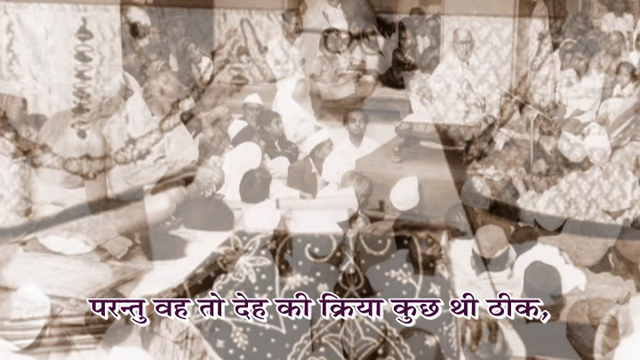 परन्तु वह तो देह की क्रिया कुछ थी ठीक,